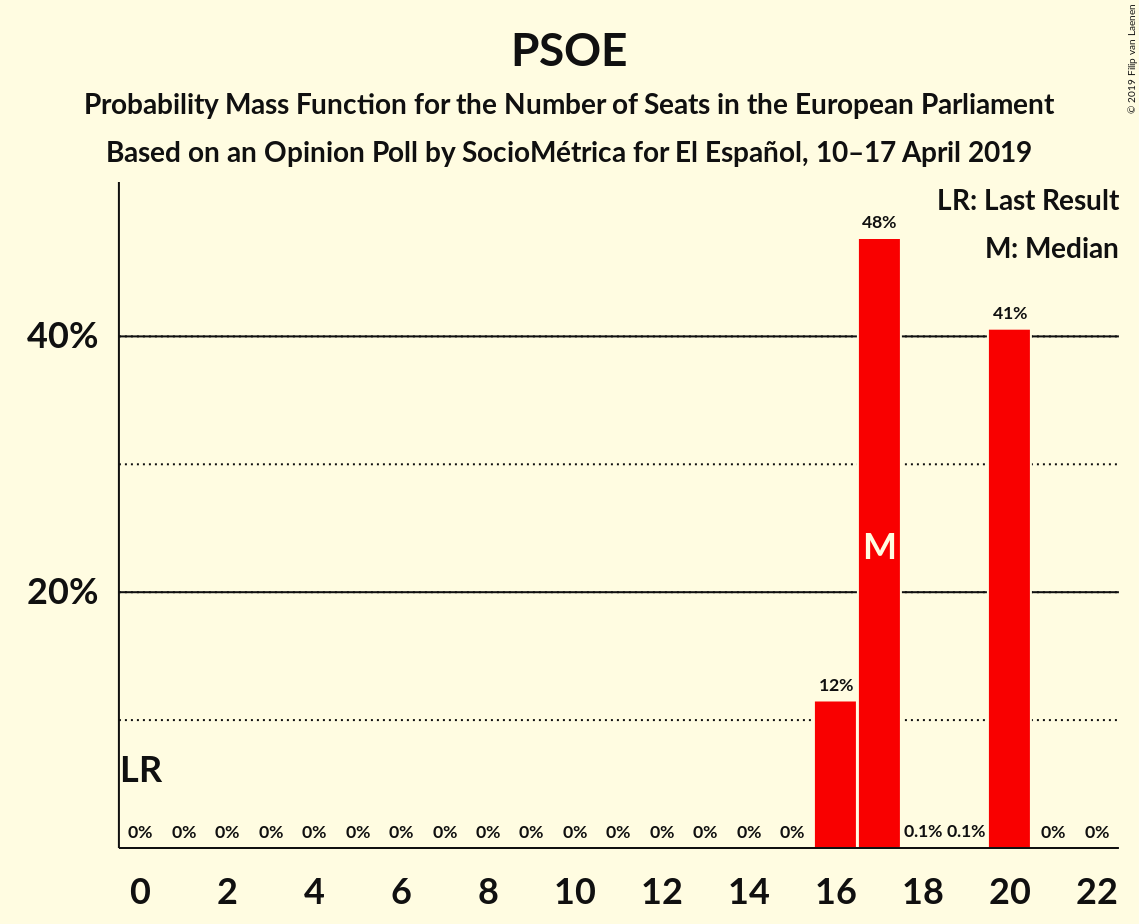 PSOE
Probability Mass Function for the Number of Seats in the European Parliament
Based on an Opinion Poll by SocioMétrica for El Español, 10–17 April 2019
© 2019 Filip van Laenen
LR: Last Result
M: Median
48%
41%
40%
M
20%
12%
LR
0% 0% 0% 0% 0% 0% 0% 0% 0% 0% 0% 0% 0% 0% 0% 0% 0.1% 0.1% 0% 0%
0 2 4 6 8 10 12 14 16 18 20 22